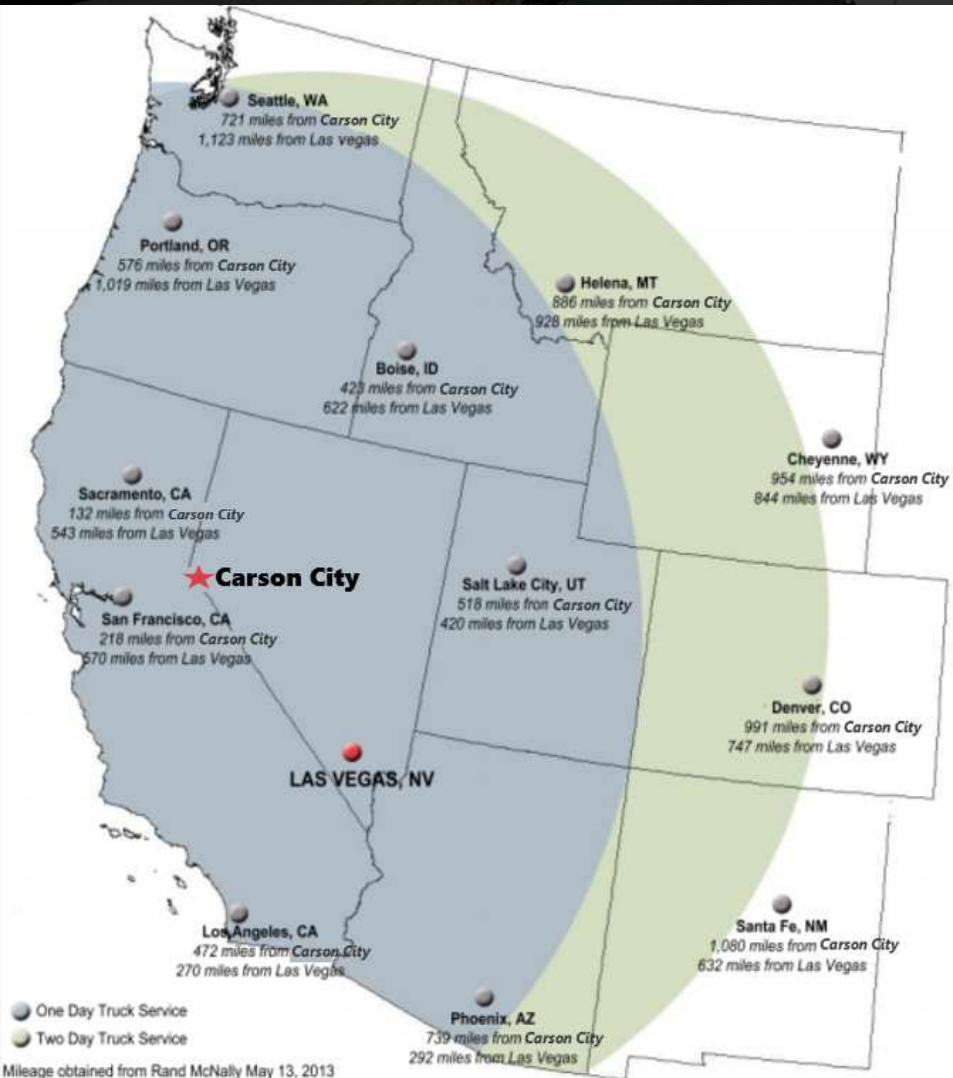 Seattle, WA
721 miles from Carson City
1,123 miles from Las vegas
Portland, OR
576 miles from Carson City
1,019 miles from Las Vegas
Helena, MT
886 miles from Carson City
928 miles from Las Vegas
Boise, ID
423 miles from Carson City
622 miles from Las Vegas
Cheyenne, WY
954 miles from Carson City
844 miles from Las Vegas
Sacramento, CA
132 miles from Carson City
543 miles from Las Vegas
Carson City
Salt Lake City, UT
518 miles fron Carson City
420 miles from Las Vegas
San Francisco, CA
218 miles from Carson City
570 miles from Las Vegas
Denver, CO
991 miles from Carson City
747 miles from Las Vegas
LAS VEGAS, NV
Los Angeles, CA
472 miles from Carson City
270 miles from Las Vegas
Santa Fe, NM
1,080 miles from Carson City
632 miles from Las Vegas
Phoenix, AZ
739 miles from Carson City
292 miles from Las Vegas
One Day Truck Service
Two Day Truck Service
Mileage obtained from Rand McNally May 13, 2013